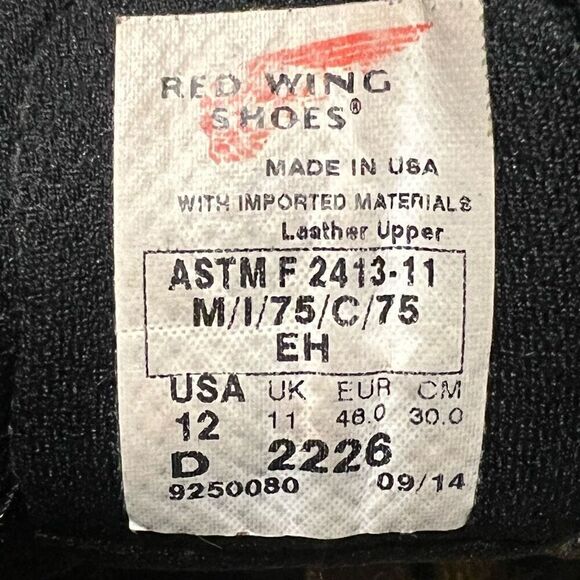 RED WING
SHOES®
MADE IN USA
WITH IMPORTED MATERIALS
Leather Upper
ASTM F 2413-11
M/I/75/C/75
EH
USA UK EUR CM
12 11 46.0 30.0
D 2226
9250080 09/14